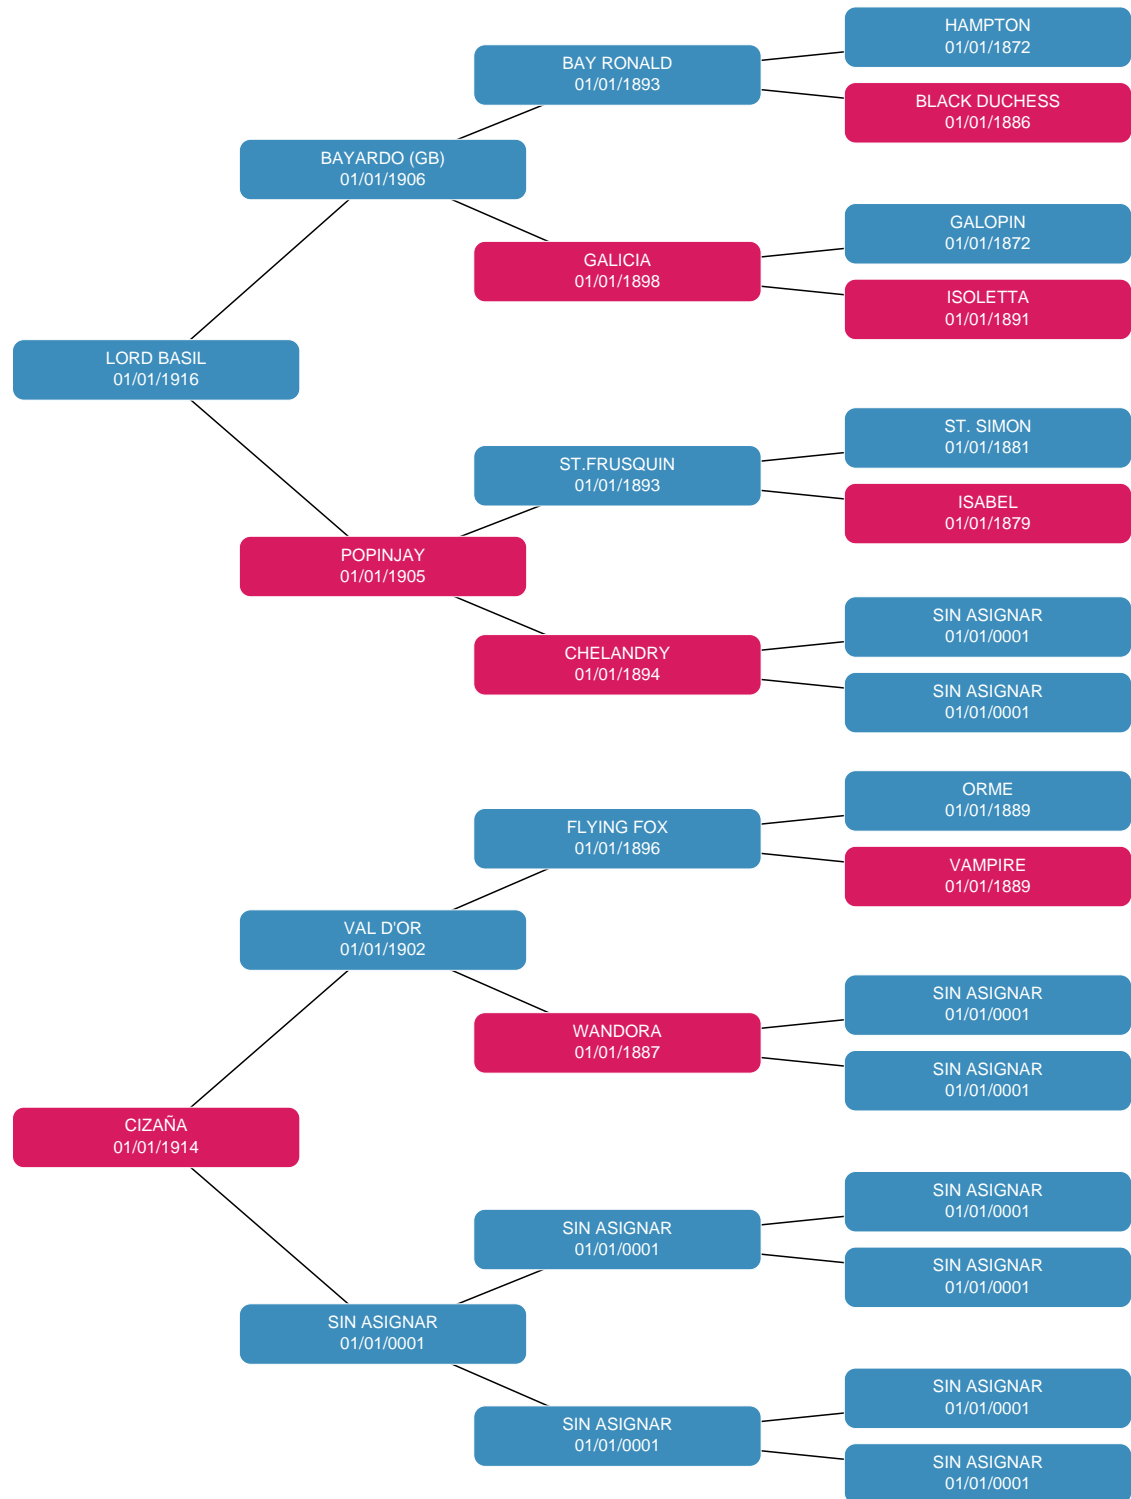 HAMPTON
01/01/1872
BAY RONALD
01/01/1893
BLACK DUCHESS
01/01/1886
BAYARDO (GB)
01/01/1906
GALOPIN
01/01/1872
GALICIA
01/01/1898
ISOLETTA
01/01/1891
LORD BASIL
01/01/1916
ST. SIMON
01/01/1881
ST.FRUSQUIN
01/01/1893
ISABEL
01/01/1879
POPINJAY
01/01/1905
SIN ASIGNAR
01/01/0001
CHELANDRY
01/01/1894
SIN ASIGNAR
01/01/0001
ORME
01/01/1889
FLYING FOX
01/01/1896
VAMPIRE
01/01/1889
VAL D'OR
01/01/1902
SIN ASIGNAR
01/01/0001
WANDORA
01/01/1887
SIN ASIGNAR
01/01/0001
CIZAÑA
01/01/1914
SIN ASIGNAR
01/01/0001
SIN ASIGNAR
01/01/0001
SIN ASIGNAR
01/01/0001
SIN ASIGNAR
01/01/0001
SIN ASIGNAR
01/01/0001
SIN ASIGNAR
01/01/0001
SIN ASIGNAR
01/01/0001